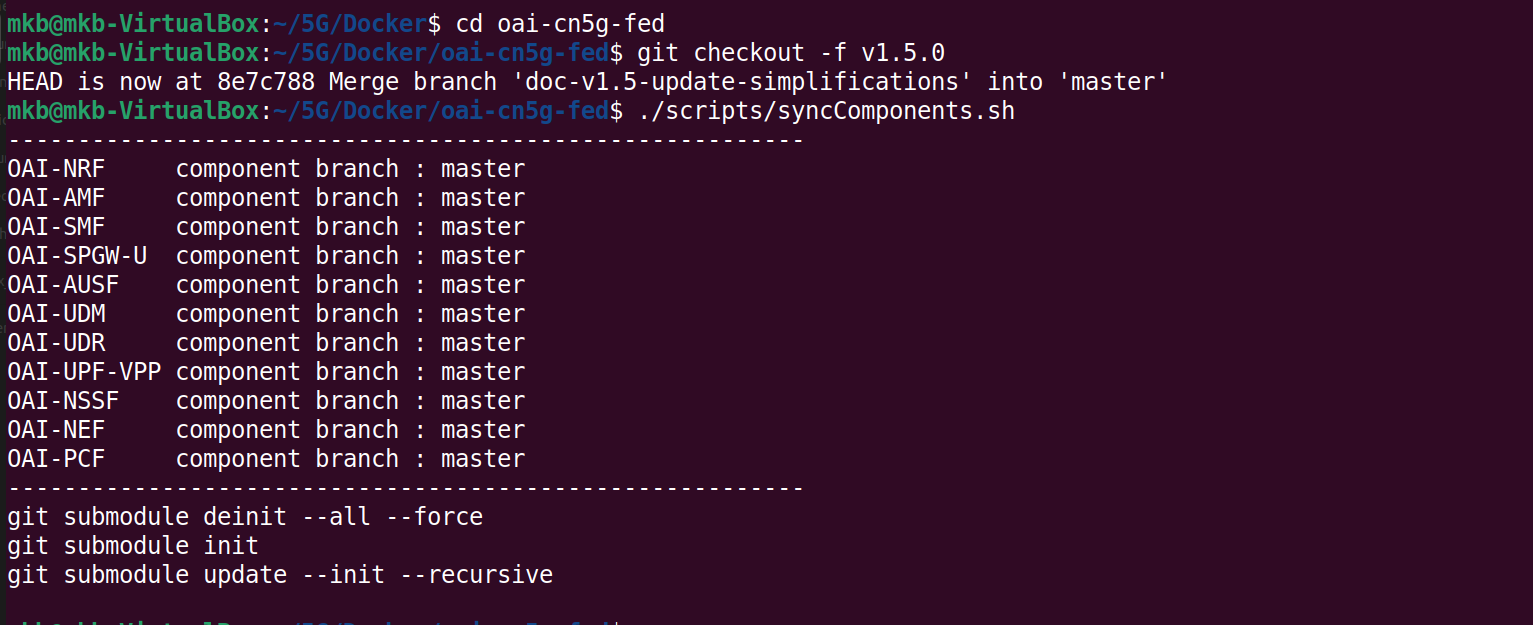 mkb@mkb-VirtualBox:~/5G/Docker$ cd oai-cn5g-fed
mkb@mkb-VirtualBox:~/5G/Docker/oai-cn5g-fed$ git checkout -f v1.5.0
HEAD is now at 8e7c788 Merge branch 'doc-v1.5-update-simplifications' into 'master'
mkb@mkb-VirtualBox:~/5G/Docker/oai-cn5g-fed$ ./scripts/syncComponents.sh
---------------------------------------------------------
OAI-NRF     component branch : master
OAI-AMF     component branch : master
OAI-SMF     component branch : master
OAI-SPGW-U  component branch : master
OAI-AUSF    component branch : master
OAI-UDM     component branch : master
OAI-UDR     component branch : master
OAI-UPF-VPP component branch : master
OAI-NSSF    component branch : master
OAI-NEF     component branch : master
OAI-PCF     component branch : master
---------------------------------------------------------
git submodule deinit --all --force
git submodule init
git submodule update --init --recursive